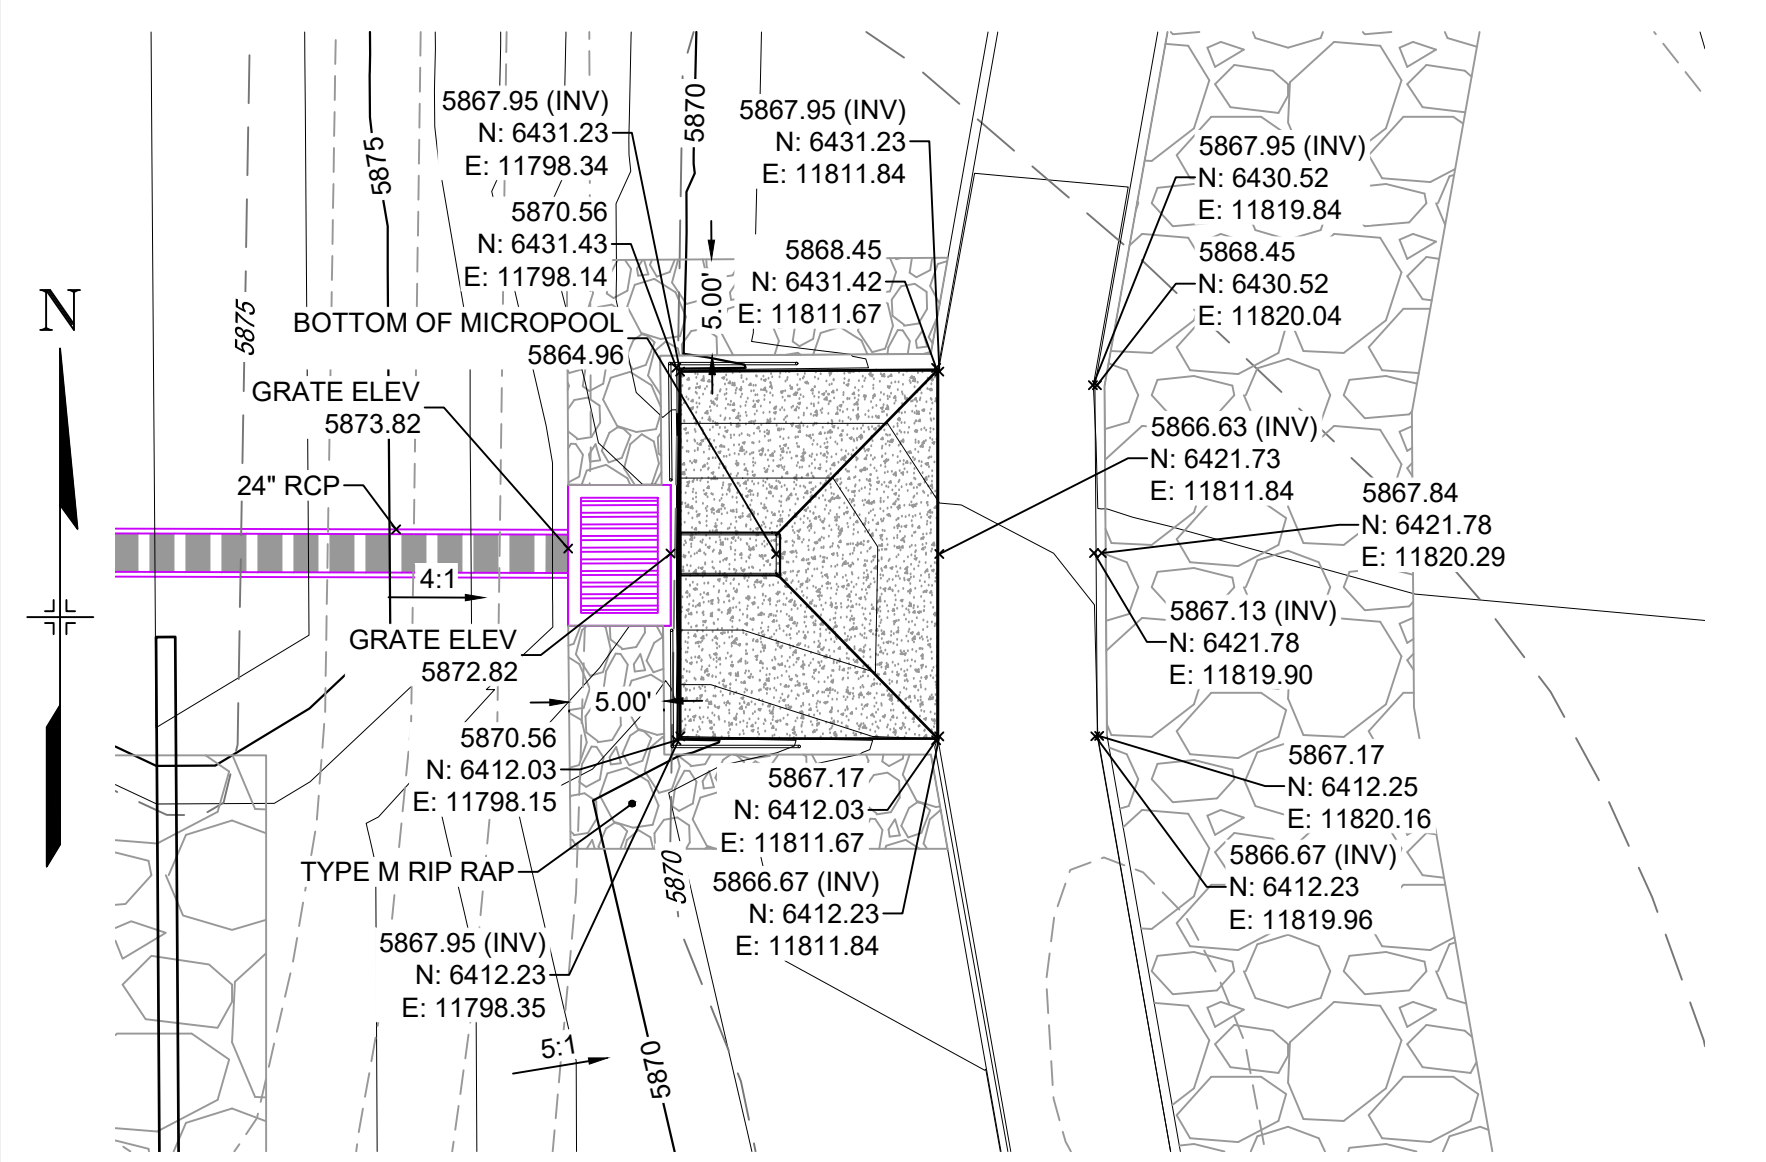 5867.95 (INV)
N: 6431.23
E: 11798.34
5870.56
N: 6431.43
E: 11798.14
5870
5867.95 (INV)
N: 6431.23
E: 11811.84
5868.45
N: 6431.42
E: 11811.67
5.00'
5867.95 (INV)
N: 6430.52
E: 11819.84
5868.45
N: 6430.52
E: 11820.04
5875
5875
N
BOTTOM OF MICROPOOL
5864.96
GRATE ELEV
5873.82
24" RCP
4:1
5866.63 (INV)
N: 6421.73
E: 11811.84
5867.84
N: 6421.78
E: 11820.29
5867.13 (INV)
N: 6421.78
E: 11819.90
GRATE ELEV
5872.82
5.00'
5870.56
N: 6412.03
E: 11798.15
5867.17
N: 6412.03
E: 11811.67
5867.17
N: 6412.25
E: 11820.16
5866.67 (INV)
N: 6412.23
E: 11819.96
TYPE M RIP RAP
5870
5866.67 (INV)
N: 6412.23
E: 11811.84
5867.95 (INV)
N: 6412.23
E: 11798.35
5:1
5870